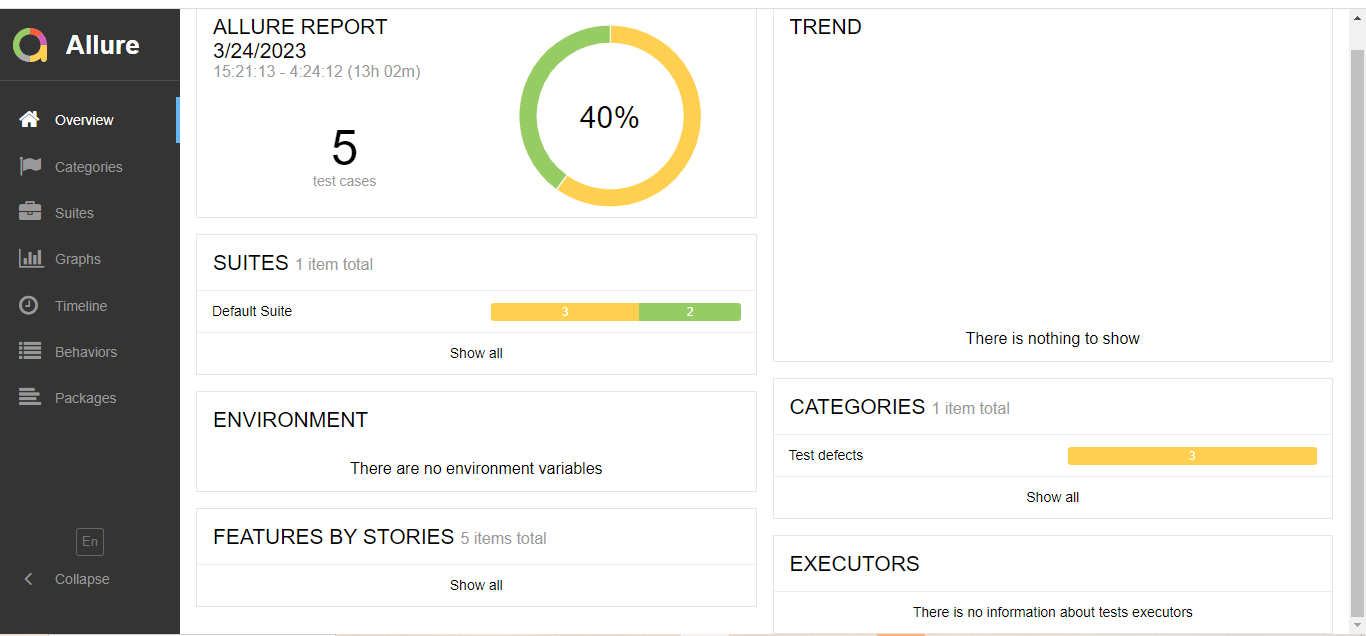 Allure
Overview
Categories
Suites
Graphs
Timeline
Behaviors
Packages
En
Collapse
ALLURE REPORT
3/24/2023
15:21:13 - 4:24:12 (13h 02m)
5
test cases
40%
SUITES 1 item total
Default Suite 3 2
Show all
ENVIRONMENT
There are no environment variables
FEATURES BY STORIES 5 items total
Show all
TREND
There is nothing to show
CATEGORIES 1 item total
Test defects 3
Show all
EXECUTORS
There is no information about tests executors